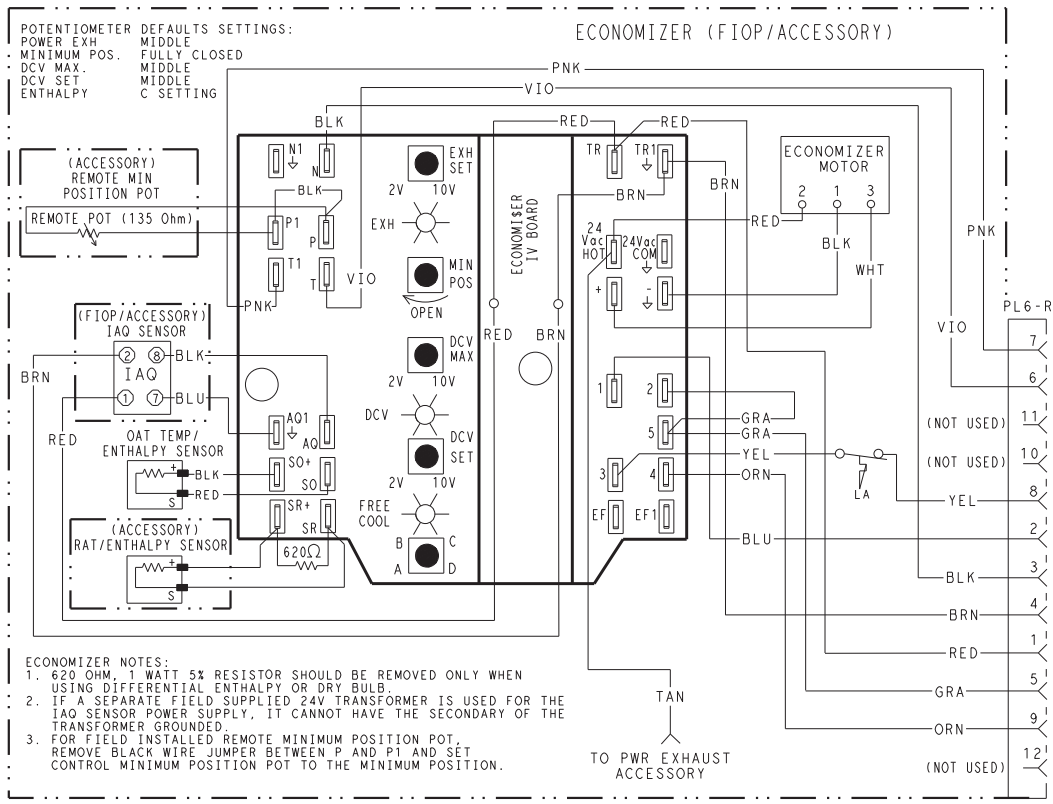 POTENTIOMETER DEFAULTS SETTINGS:
POWER EXH MIDDLE
MINIMUM POS. FULLY CLOSED
DCV MAX. MIDDLE
DCV SET MIDDLE
ENTHALPY C SETTING
ECONOMIZER (FIOP/ACCESSORY)
PNK
VIO
BLK
RED
RED
(ACCESSORY)
REMOTE MIN
POSITION POT
REMOTE POT (135 Ohm)
N1
N
BLK
P1
P
T1
T
VIO
PNK
EXH
SET
2V 10V
EXH
MIN
POS
OPEN
DCV
MAX
2V 10V
DCV
DCV
SET
2V 10V
FREE
COOL
B C
A D
ECONOMI$ER
IV BOARD
RED
BRN
TR
TR1
BRN
BRN
24
Vac
HOT
24Vac
COM
+
-
RED
ECONOMIZER
MOTOR
2 1 3
BLK
WHT
PNK
VIO
(FIOP/ACCESSORY)
IAQ SENSOR
2 8
IAQ
1 7
BLK
BLU
BRN
RED
OAT TEMP/
ENTHALPY SENSOR
+
S
BLK
RED
AQ1
AQ
SO+
SO
SR+
SR
620Ω
(ACCESSORY)
RAT/ENTHALPY SENSOR
+
S
1
2
5
3
4
EF
EF1
GRA
GRA
YEL
ORN
BLU
LA
PL6-R
7
6
(NOT USED) 11
(NOT USED) 10
YEL 8
2
BLK 3
BRN 4
RED 1
GRA 5
ORN 9
(NOT USED) 12
TAN
TO PWR EXHAUST
ACCESSORY
ECONOMIZER NOTES:
1. 620 OHM, 1 WATT 5% RESISTOR SHOULD BE REMOVED ONLY WHEN
USING DIFFERENTIAL ENTHALPY OR DRY BULB.
2. IF A SEPARATE FIELD SUPPLIED 24V TRANSFORMER IS USED FOR THE
IAQ SENSOR POWER SUPPLY, IT CANNOT HAVE THE SECONDARY OF THE
TRANSFORMER GROUNDED.
3. FOR FIELD INSTALLED REMOTE MINIMUM POSITION POT,
REMOVE BLACK WIRE JUMPER BETWEEN P AND P1 AND SET
CONTROL MINIMUM POSITION POT TO THE MINIMUM POSITION.